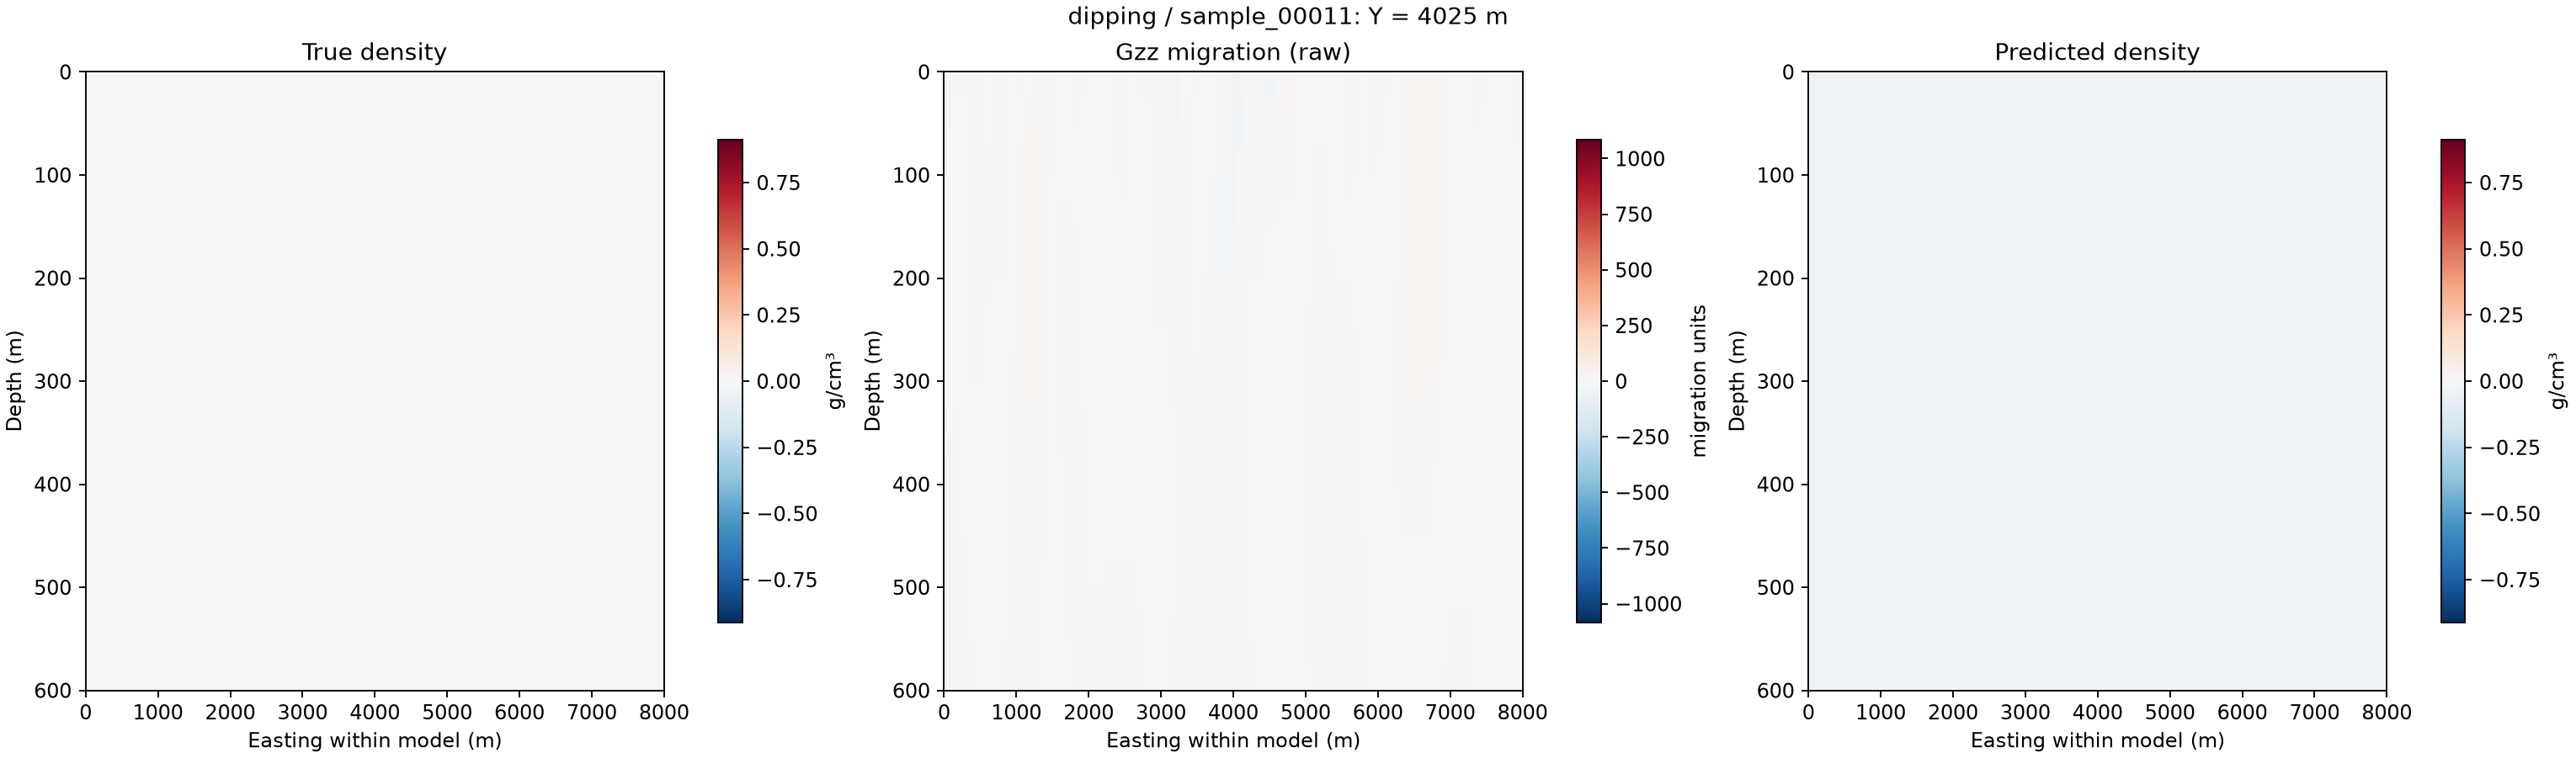 dipping / sample_00011: Y = 4025 m
True density
0
100
200
300
400
500
600
Depth (m)
0 1000 2000 3000 4000 5000 6000 7000 8000
Easting within model (m)
0.75
0.50
0.25
0.00
−0.25
−0.50
−0.75
g/cm³
Gzz migration (raw)
0
100
200
300
400
500
600
Depth (m)
0 1000 2000 3000 4000 5000 6000 7000 8000
Easting within model (m)
1000
750
500
250
0
−250
−500
−750
−1000
migration units
Predicted density
0
100
200
300
400
500
600
Depth (m)
0 1000 2000 3000 4000 5000 6000 7000 8000
Easting within model (m)
0.75
0.50
0.25
0.00
−0.25
−0.50
−0.75
g/cm³